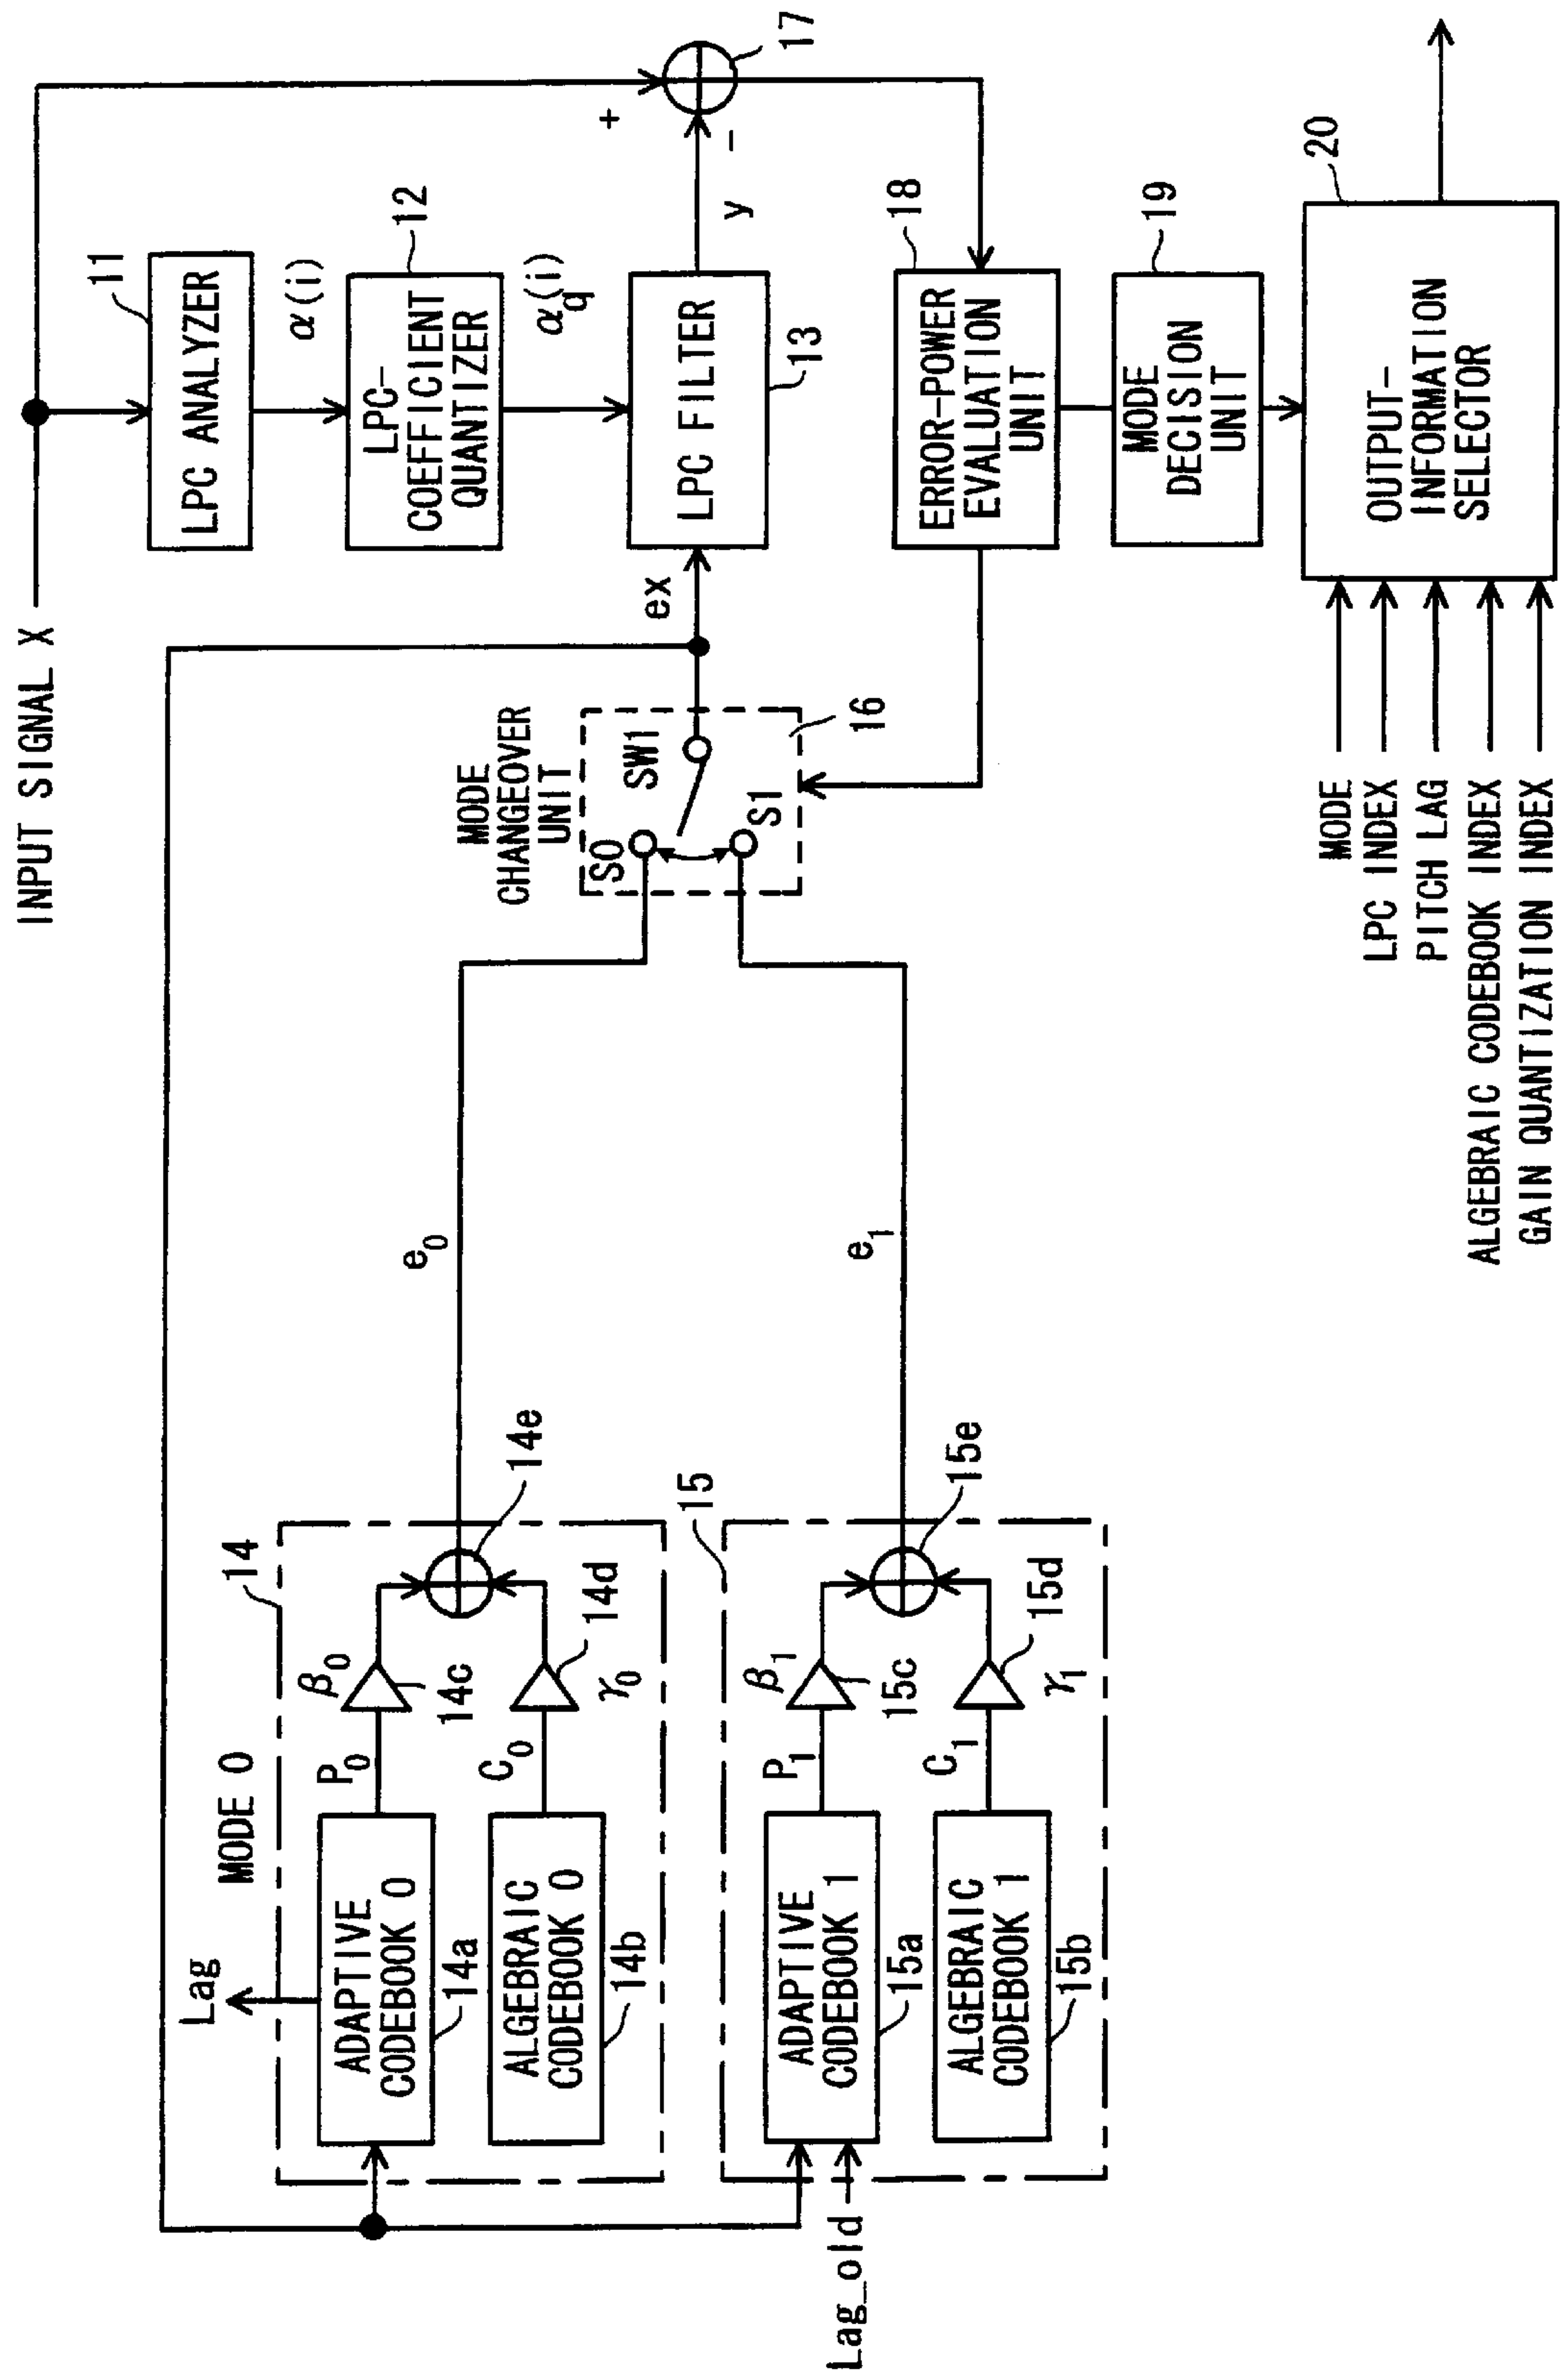 INPUT SIGNAL X
11
LPC ANALYZER
α(i)
12
LPC-
COEFFICIENT
QUANTIZER
αq(i)
LPC FILTER
13
ex
y
+
-
17
MODE
CHANGEOVER
UNIT
S0
SW1
S1
16
18
ERROR-POWER
EVALUATION
UNIT
19
MODE
DECISION
UNIT
20
OUTPUT-
INFORMATION
SELECTOR
MODE
LPC INDEX
PITCH LAG
ALGEBRAIC CODEBOOK INDEX
GAIN QUANTIZATION INDEX
Lag
MODE 0
14
ADAPTIVE
CODEBOOK 0
14a
P0
β0
14c
14e
e0
ALGEBRAIC
CODEBOOK 0
14b
C0
γ0
14d
15
Lag_old
ADAPTIVE
CODEBOOK 1
15a
P1
β1
15c
15e
e1
ALGEBRAIC
CODEBOOK 1
15b
C1
γ1
15d